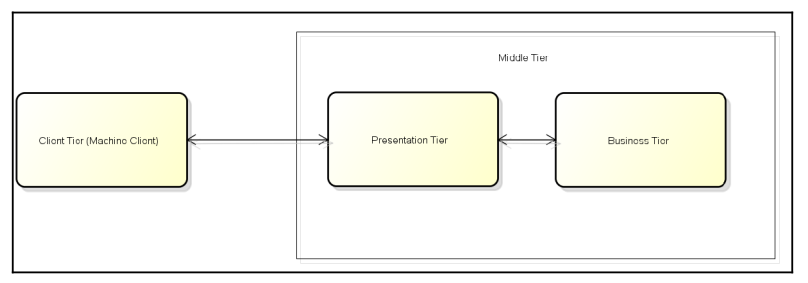 Middle Tier
Client Tier (Machine Client)
Presentation Tier
Business Tier